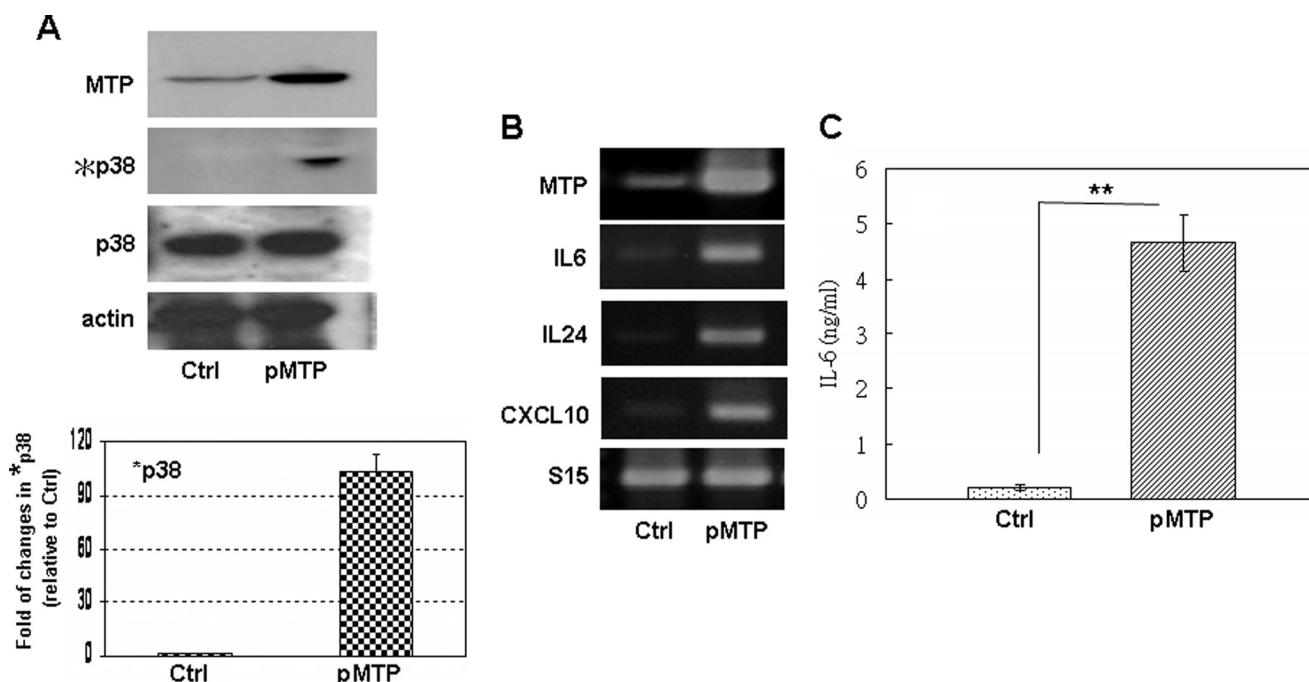 A
MTP
*p38
p38
actin
Ctrl pMTP
Fold of changes in *p38
(relative to Ctrl)
120
90
60
30
0
*p38
Ctrl pMTP
B
MTP
IL6
IL24
CXCL10
S15
Ctrl pMTP
C
IL-6 (ng/ml)
6
5
4
3
2
1
0
**
Ctrl pMTP